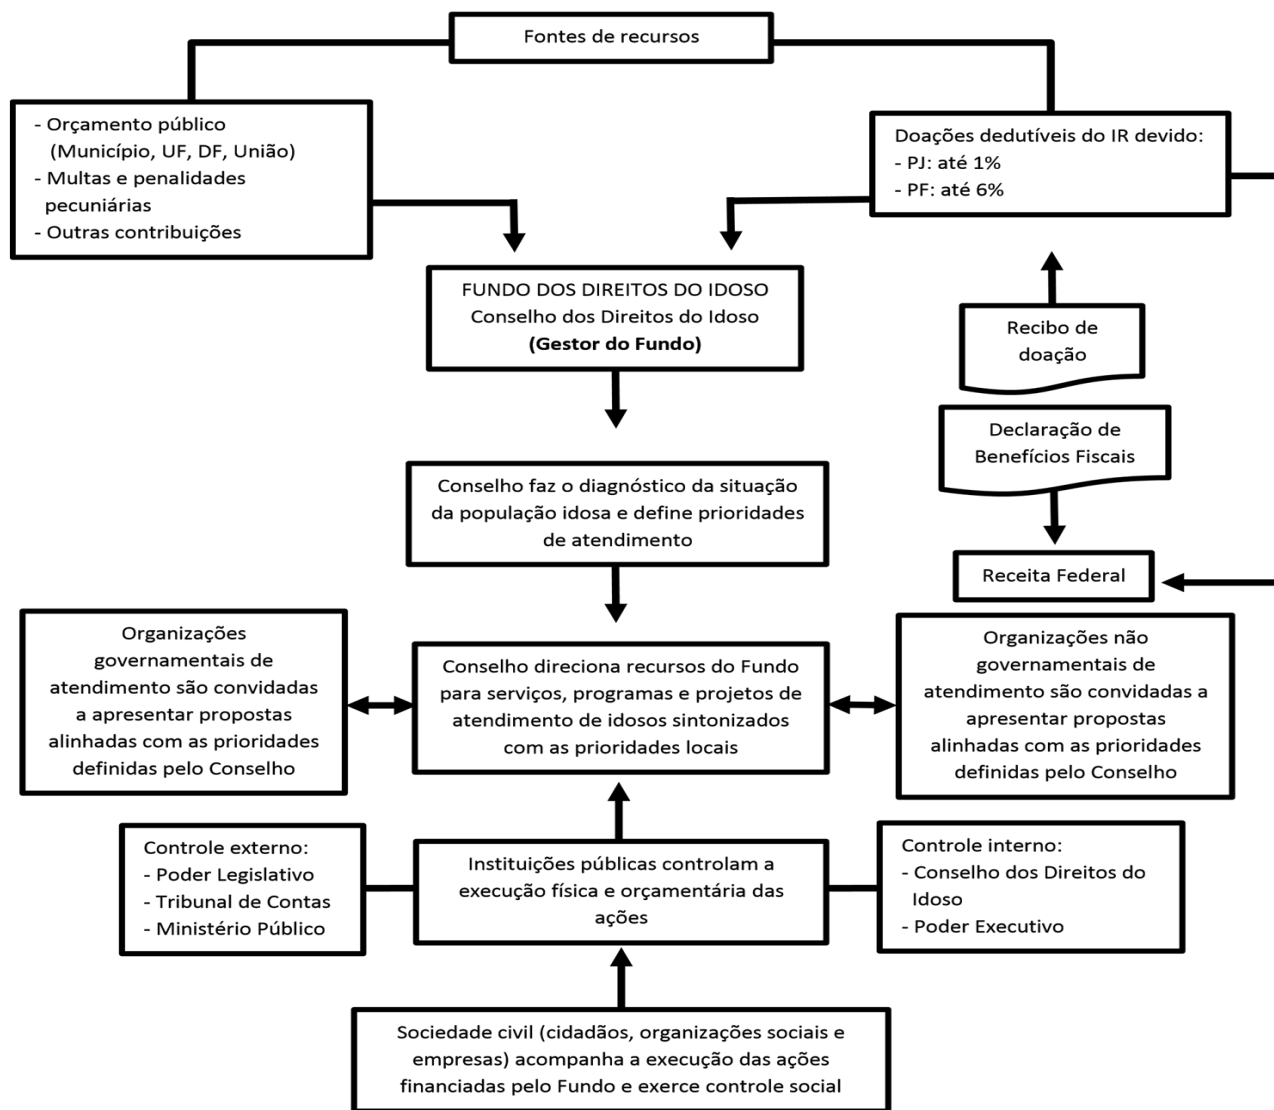 Fontes de recursos
- Orçamento público
(Município, UF, DF, União)
- Multas e penalidades
pecuniárias
- Outras contribuições
Doações dedutíveis do IR devido:
- PJ: até 1%
- PF: até 6%
FUNDO DOS DIREITOS DO IDOSO
Conselho dos Direitos do Idoso
(Gestor do Fundo)
Recibo de
doação
Declaração de
Benefícios Fiscais
Conselho faz o diagnóstico da situação
da população idosa e define prioridades
de atendimento
Receita Federal
Organizações
governamentais de
atendimento são convidadas
a apresentar propostas
alinhadas com as prioridades
definidas pelo Conselho
Conselho direciona recursos do Fundo
para serviços, programas e projetos de
atendimento de idosos sintonizados
com as prioridades locais
Organizações não
governamentais de
atendimento são convidadas a
apresentar propostas
alinhadas com as prioridades
definidas pelo Conselho
Controle externo:
- Poder Legislativo
- Tribunal de Contas
- Ministério Público
Instituições públicas controlam a
execução física e orçamentária das
ações
Controle interno:
- Conselho dos Direitos do
Idoso
- Poder Executivo
Sociedade civil (cidadãos, organizações sociais e
empresas) acompanha a execução das ações
financiadas pelo Fundo e exerce controle social